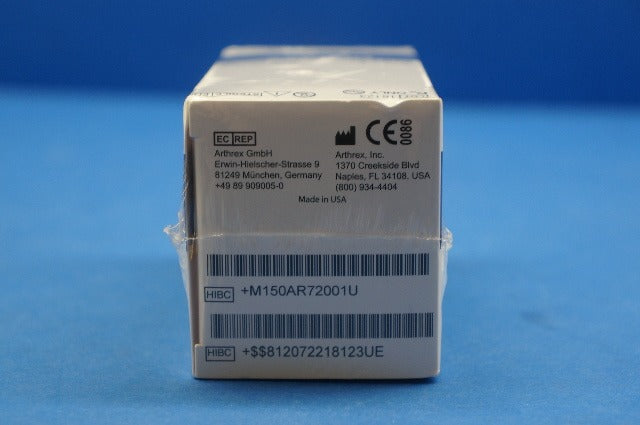 EC REP
Arthrex GmbH
Erwin-Hielscher-Strasse 9
81249 München, Germany
+49 89 909005-0
CE 0086
Arthrex, Inc.
1370 Creekside Blvd
Naples, FL 34108, USA
(800) 934-4404
Made in USA
HIBC +M150AR72001U
HIBC +$$812072218123UE